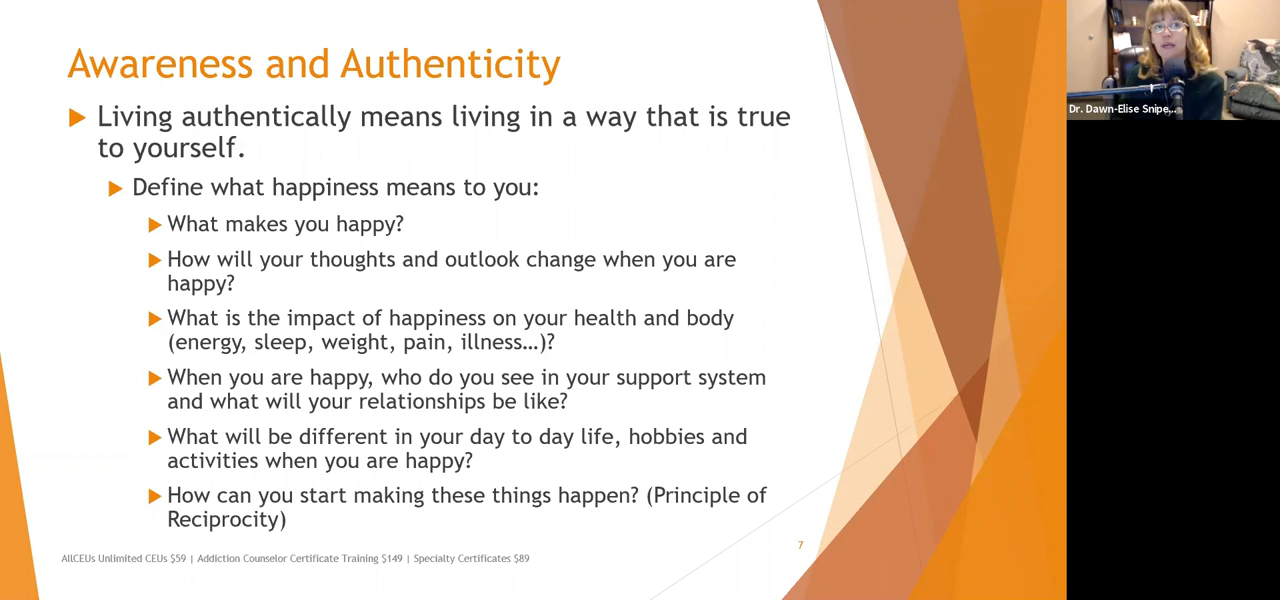 Awareness and Authenticity
Living authentically means living in a way that is true
to yourself.
Define what happiness means to you:
What makes you happy?
How will your thoughts and outlook change when you are
happy?
What is the impact of happiness on your health and body
(energy, sleep, weight, pain, illness…)?
When you are happy, who do you see in your support system
and what will your relationships be like?
What will be different in your day to day life, hobbies and
activities when you are happy?
How can you start making these things happen? (Principle of
Reciprocity)
7
AllCEUs Unlimited CEUs $59 | Addiction Counselor Certificate Training $149 | Specialty Certificates $89
Dr. Dawn-Elise Snipe...